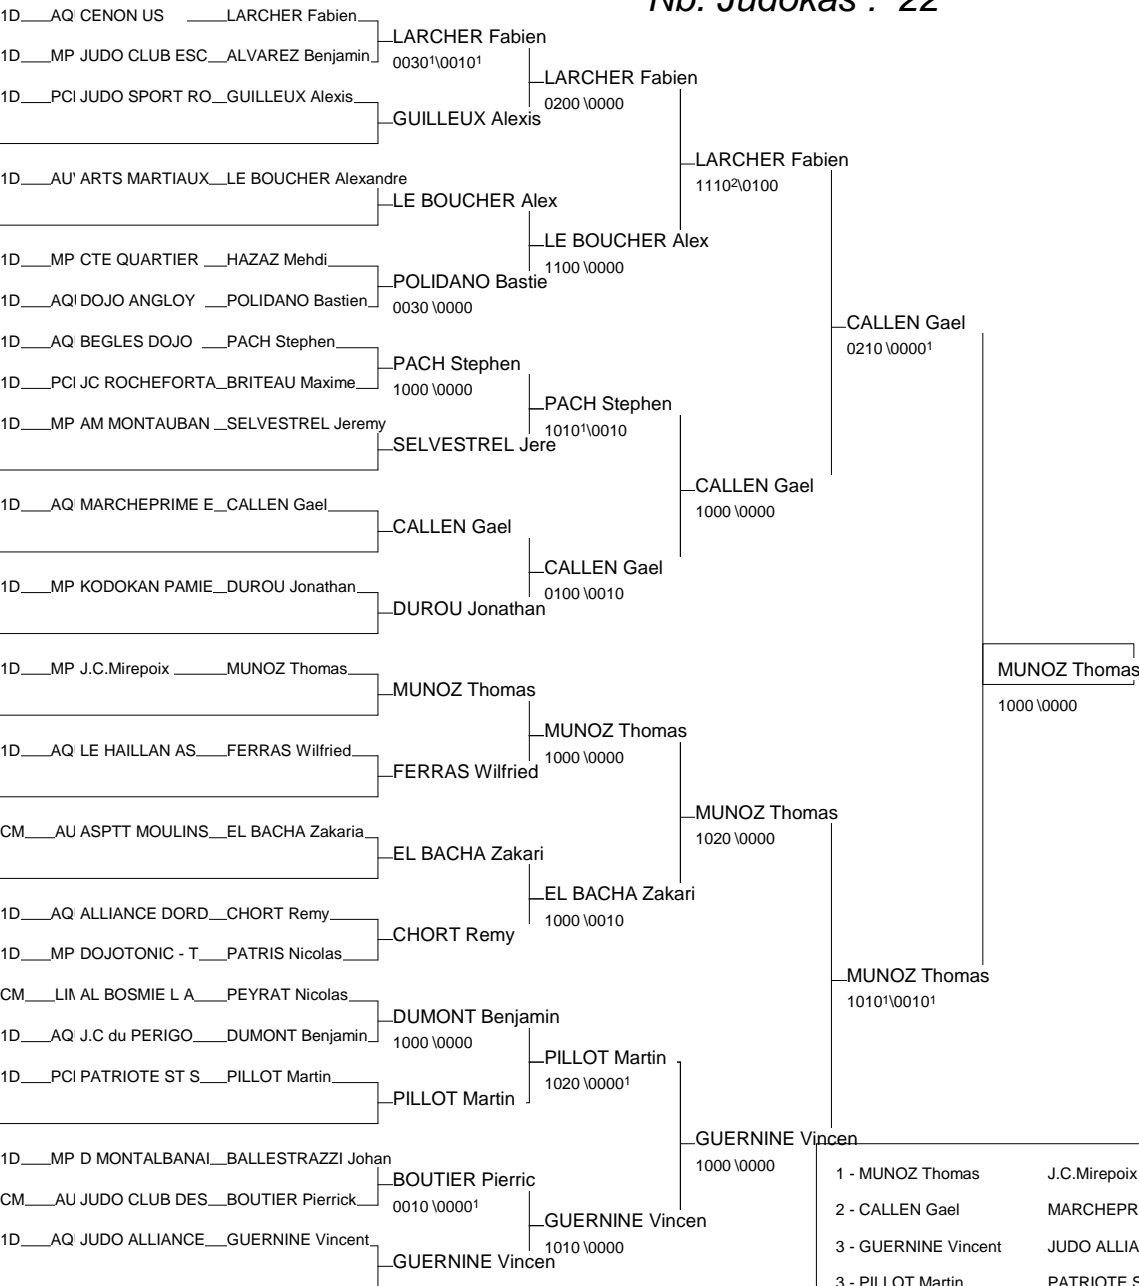 Nb. Judokas : 22
1D AQ CENON US LARCHER Fabien
LARCHER Fabien
1D MP JUDO CLUB ESC ALVAREZ Benjamin
0030¹\0010¹
LARCHER Fabien
1D PCI JUDO SPORT RO GUILLEUX Alexis
0200 \0000
GUILLEUX Alexis
LARCHER Fabien
1D AU' ARTS MARTIAUX LE BOUCHER Alexandre
1110²\0100
LE BOUCHER Alex
LE BOUCHER Alex
1D MP CTE QUARTIER HAZAZ Mehdi
1100 \0000
POLIDANO Bastie
1D AQ DOJO ANGLOY POLIDANO Bastien
0030 \0000
CALLEN Gael
1D AQ BEGLES DOJO PACH Stephen
0210 \0000¹
PACH Stephen
1D PCI JC ROCHEFORTA BRITEAU Maxime
1000 \0000
PACH Stephen
1D MP AM MONTAUBAN SELVESTREL Jeremy
1010¹\0010
SELVESTREL Jere
CALLEN Gael
1D AQ MARCHEPRIME E CALLEN Gael
1000 \0000
CALLEN Gael
CALLEN Gael
1D MP KODOKAN PAMIE DUROU Jonathan
0100 \0010
DUROU Jonathan
1D MP J.C.Mirepoix MUNOZ Thomas
MUNOZ Thomas
MUNOZ Thomas
1000 \0000
MUNOZ Thomas
1D AQ LE HAILLAN AS FERRAS Wilfried
1000 \0000
FERRAS Wilfried
MUNOZ Thomas
CM AU ASPTT MOULINS EL BACHA Zakaria
1020 \0000
EL BACHA Zakari
EL BACHA Zakari
1D AQ ALLIANCE DORD CHORT Remy
1000 \0010
CHORT Remy
1D MP DOJOTONIC - T PATRIS Nicolas
MUNOZ Thomas
CM LIM AL BOSMIE L A PEYRAT Nicolas
1010¹\0010¹
DUMONT Benjamin
1D AQ J.C du PERIGO DUMONT Benjamin
1000 \0000
PILLOT Martin
1D PCI PATRIOTE ST S PILLOT Martin
1020 \0000¹
PILLOT Martin
GUERNINE Vincen
1D MP D MONTALBANAI BALLESTRAZZI Johan
1000 \0000
1 - MUNOZ Thomas J.C.Mirepoix
BOUTIER Pierric
CM AU JUDO CLUB DES BOUTIER Pierrick
0010 \0000¹
2 - CALLEN Gael MARCHEPR
GUERNINE Vincen
1D AQ JUDO ALLIANCE GUERNINE Vincent
1010 \0000
3 - GUERNINE Vincent JUDO ALLIA
GUERNINE Vincen
3 - PILLOT Martin PATRIOTE S